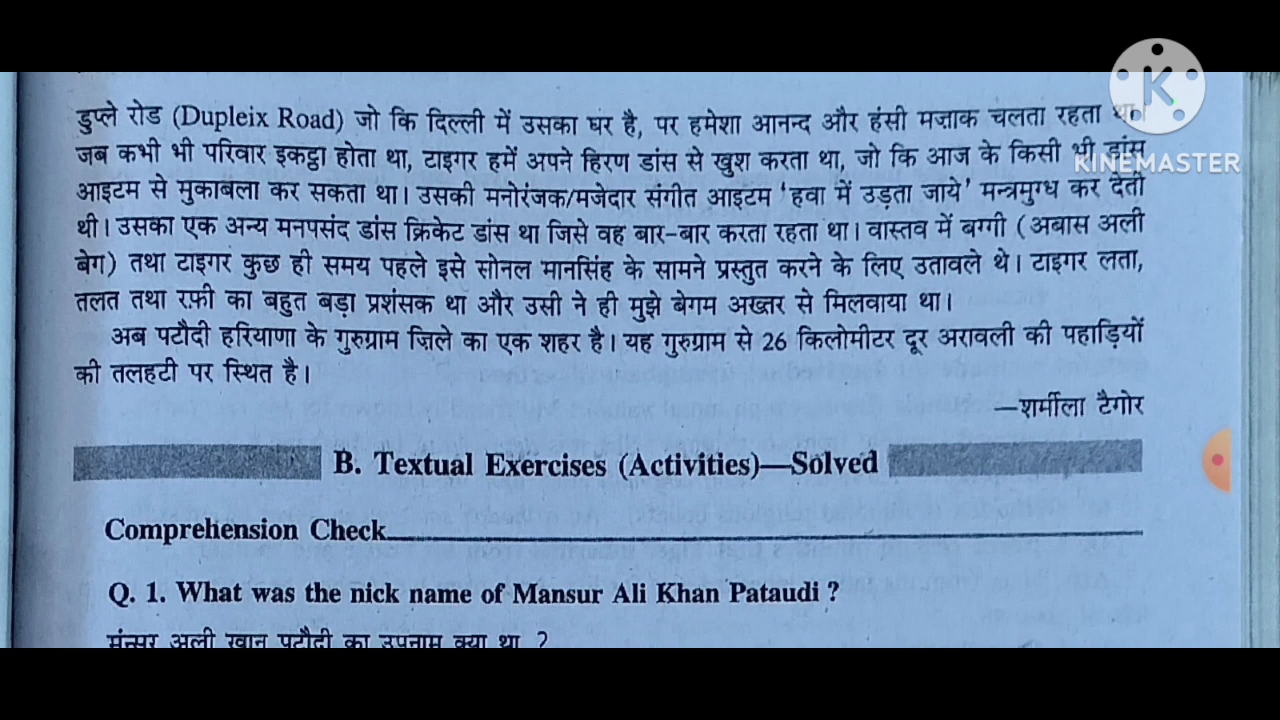 डुप्ले रोड (Dupleix Road) जो कि दिल्ली में उसका घर है, पर हमेशा आनन्द और हंसी मज़ाक चलता रहता था।
जब कभी भी परिवार इकट्ठा होता था, टाइगर हमें अपने हिरण डांस से खुश करता था, जो कि आज के किसी भी डांस
आइटम से मुकाबला कर सकता था। उसकी मनोरंजक/मजेदार संगीत आइटम 'हवा में उड़ता जाये' मन्त्रमुग्ध कर देती
थी। उसका एक अन्य मनपसंद डांस क्रिकेट डांस था जिसे वह बार-बार करता रहता था। वास्तव में बग्गी (अबास अली
बेग) तथा टाइगर कुछ ही समय पहले इसे सोनल मानसिंह के सामने प्रस्तुत करने के लिए उतावले थे। टाइगर लता,
तलत तथा रफ़ी का बहुत बड़ा प्रशंसक था और उसी ने ही मुझे बेगम अख्तर से मिलवाया था।
अब पटौदी हरियाणा के गुरुग्राम ज़िले का एक शहर है। यह गुरुग्राम से 26 किलोमीटर दूर अरावली की पहाड़ियों
की तलहटी पर स्थित है।
—शर्मीला टैगोर
B. Textual Exercises (Activities)—Solved
Comprehension Check
Q. 1. What was the nick name of Mansur Ali Khan Pataudi ?
मंन्सूर अली खान पटौदी का उपनाम क्या था ?
K
KINEMASTER